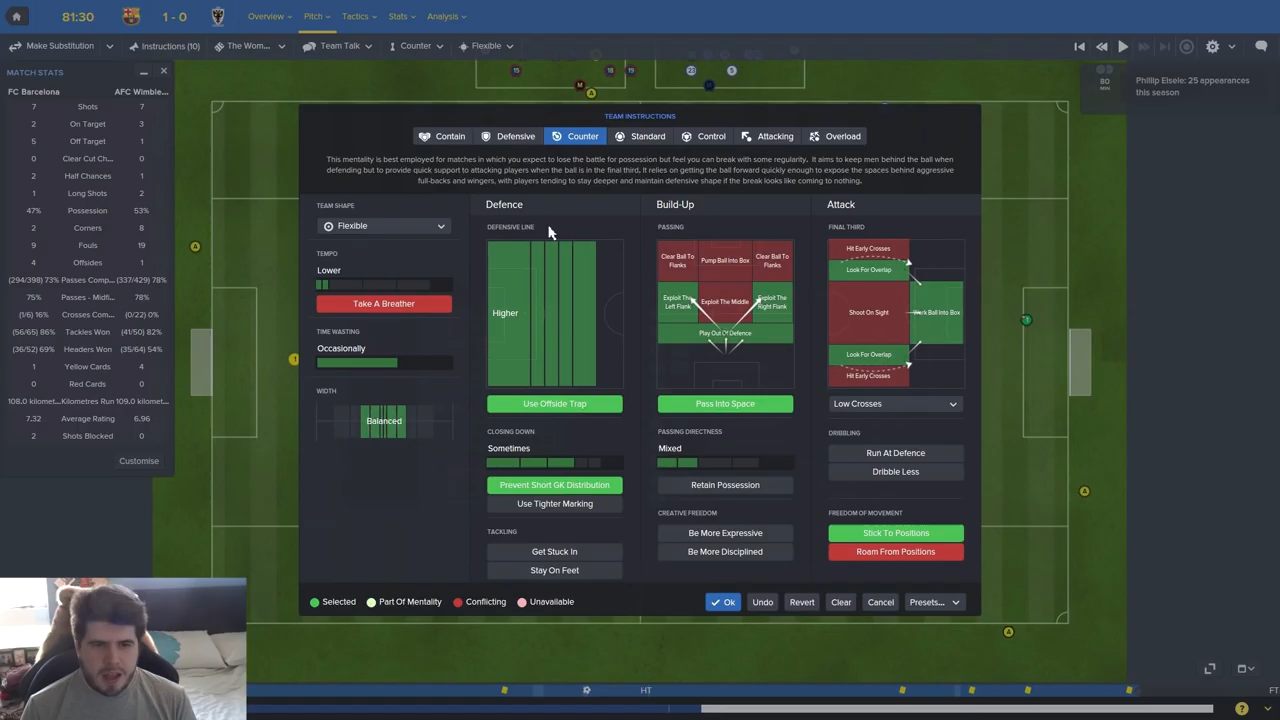 81:30
1 - 0
Overview
Pitch
Tactics
Stats
Analysis
Make Substitution
Instructions (10)
The Wom...
Team Talk
Counter
Flexible
MATCH STATS
FC Barcelona
AFC Wimble...
7 Shots 7
2 On Target 3
5 Off Target 1
0 Clear Cut Ch... 0
2 Half Chances 1
1 Long Shots 2
47% Possession 53%
2 Corners 8
9 Fouls 19
4 Offsides 1
(294/398) 73% Passes Comp... (337/429) 78%
75% Passes - Midfi... 78%
(1/6) 16% Crosses Com... (0/22) 0%
(56/65) 86% Tackles Won (41/50) 82%
(36/52) 69% Headers Won (35/64) 54%
1 Yellow Cards 4
0 Red Cards 0
108.0 kilomet... Kilometres Run 109.0 kilomet...
7.32 Average Rating 6.96
2 Shots Blocked 0
Customise
15
18
19
23
5
M
A
80
MIN
Phillip Elsele: 25 appearances
this season
TEAM INSTRUCTIONS
Contain
Defensive
Counter
Standard
Control
Attacking
Overload
This mentality is best employed for matches in which you expect to lose the battle for possession but feel you can break with some regularity. It aims to keep men behind the ball when
defending but to provide quick support to attacking players when the ball is in the final third. It relies on getting the ball forward quickly enough to expose the spaces behind aggressive
full-backs and wingers, with players tending to stay deeper and maintain defensive shape if the break looks like coming to nothing.
TEAM SHAPE
Flexible
TEMPO
Lower
Take A Breather
TIME WASTING
Occasionally
WIDTH
Balanced
Defence
DEFENSIVE LINE
Higher
Use Offside Trap
CLOSING DOWN
Sometimes
Prevent Short GK Distribution
Use Tighter Marking
TACKLING
Get Stuck In
Stay On Feet
Build-Up
PASSING
Clear Ball To
Flanks
Pump Ball Into Box
Clear Ball To
Flanks
Exploit The
Left Flank
Exploit The Middle
Exploit The
Right Flank
Play Out Of Defence
Pass Into Space
PASSING DIRECTNESS
Mixed
Retain Possession
CREATIVE FREEDOM
Be More Expressive
Be More Disciplined
Attack
FINAL THIRD
Hit Early Crosses
Look For Overlap
Shoot On Sight
Work Ball Into Box
Look For Overlap
Hit Early Crosses
Low Crosses
DRIBBLING
Run At Defence
Dribble Less
FREEDOM OF MOVEMENT
Stick To Positions
Roam From Positions
Selected
Part Of Mentality
Conflicting
Unavailable
Ok
Undo
Revert
Clear
Cancel
Presets...
A
1
A
A
HT
FT
?